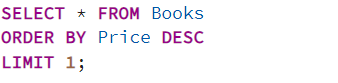 SELECT * FROM Books
ORDER BY Price DESC
LIMIT 1;